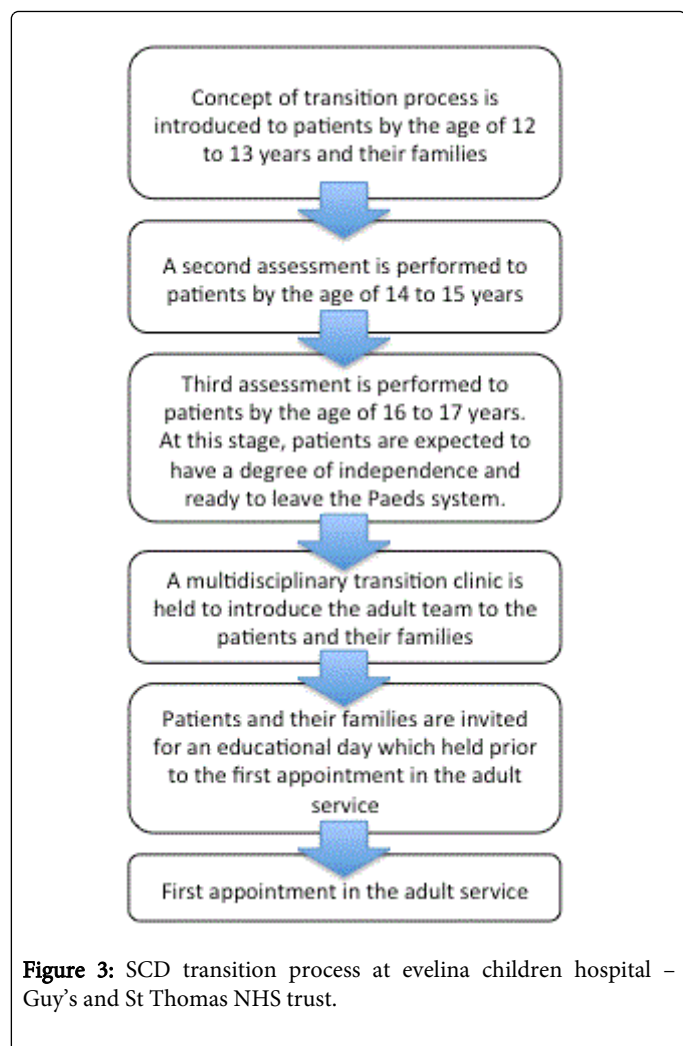 Concept of transition process is
introduced to patients by the age of 12
to 13 years and their families
A second assessment is performed to
patients by the age of 14 to 15 years
Third assessment is performed to
patients by the age of 16 to 17 years.
At this stage, patients are expected to
have a degree of independence and
ready to leave the Paeds system.
A multidisciplinary transition clinic is
held to introduce the adult team to the
patients and their families
Patients and their families are invited
for an educational day which held prior
to the first appointment in the adult
service
First appointment in the adult service
Figure 3: SCD transition process at evelina children hospital –
Guy's and St Thomas NHS trust.